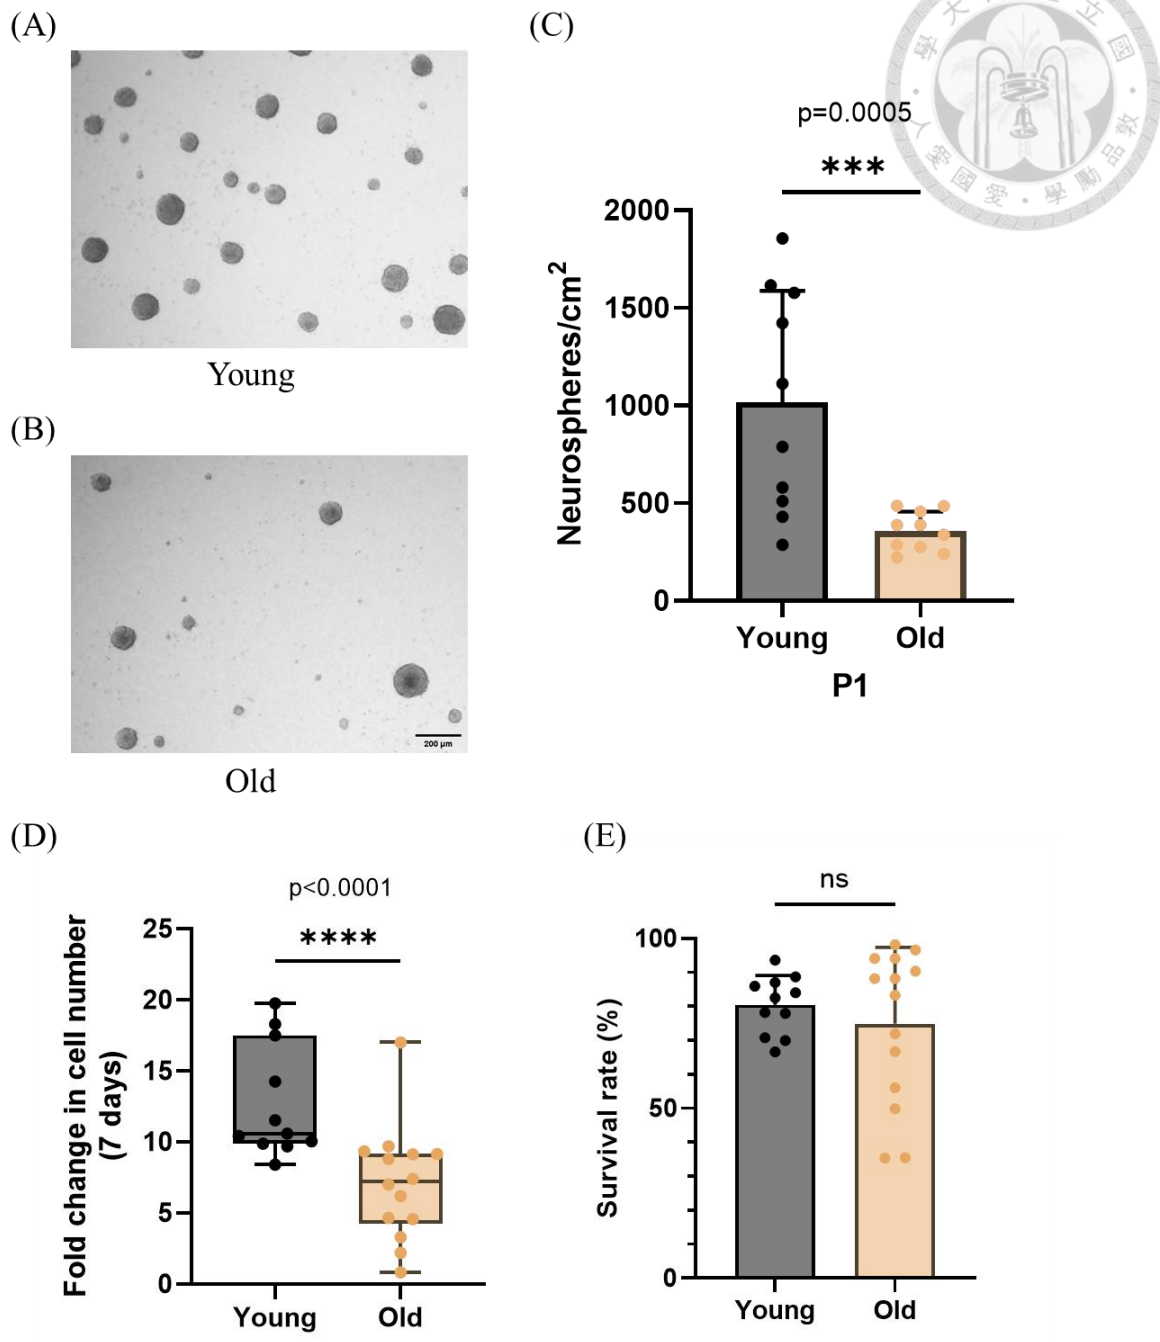 (A)
Young
(B)
200 μm
Old
(C)
p=0.0005
***
Neurospheres/cm²
2000
1500
1000
500
0
Young Old
P1
(D)
p<0.0001
****
Fold change in cell number
(7 days)
25
20
15
10
5
0
Young Old
(E)
ns
Survival rate (%)
100
50
0
Young Old